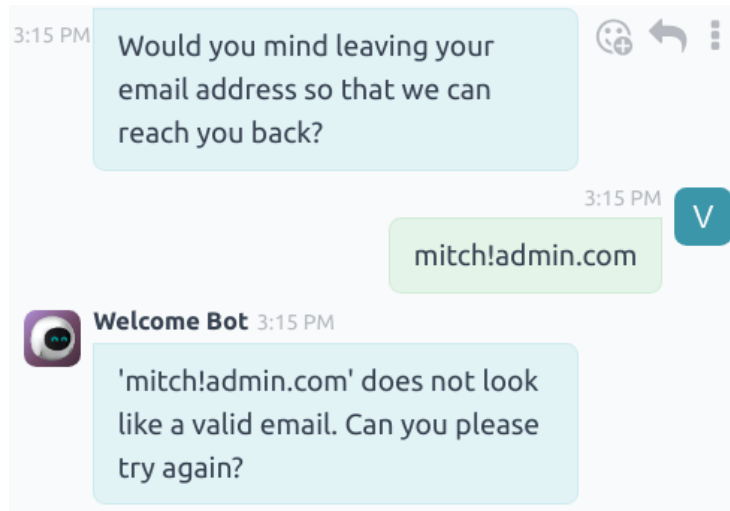 3:15 PM
Would you mind leaving your
email address so that we can
reach you back?
3:15 PM
V
mitch!admin.com
Welcome Bot 3:15 PM
'mitch!admin.com' does not look
like a valid email. Can you please
try again?